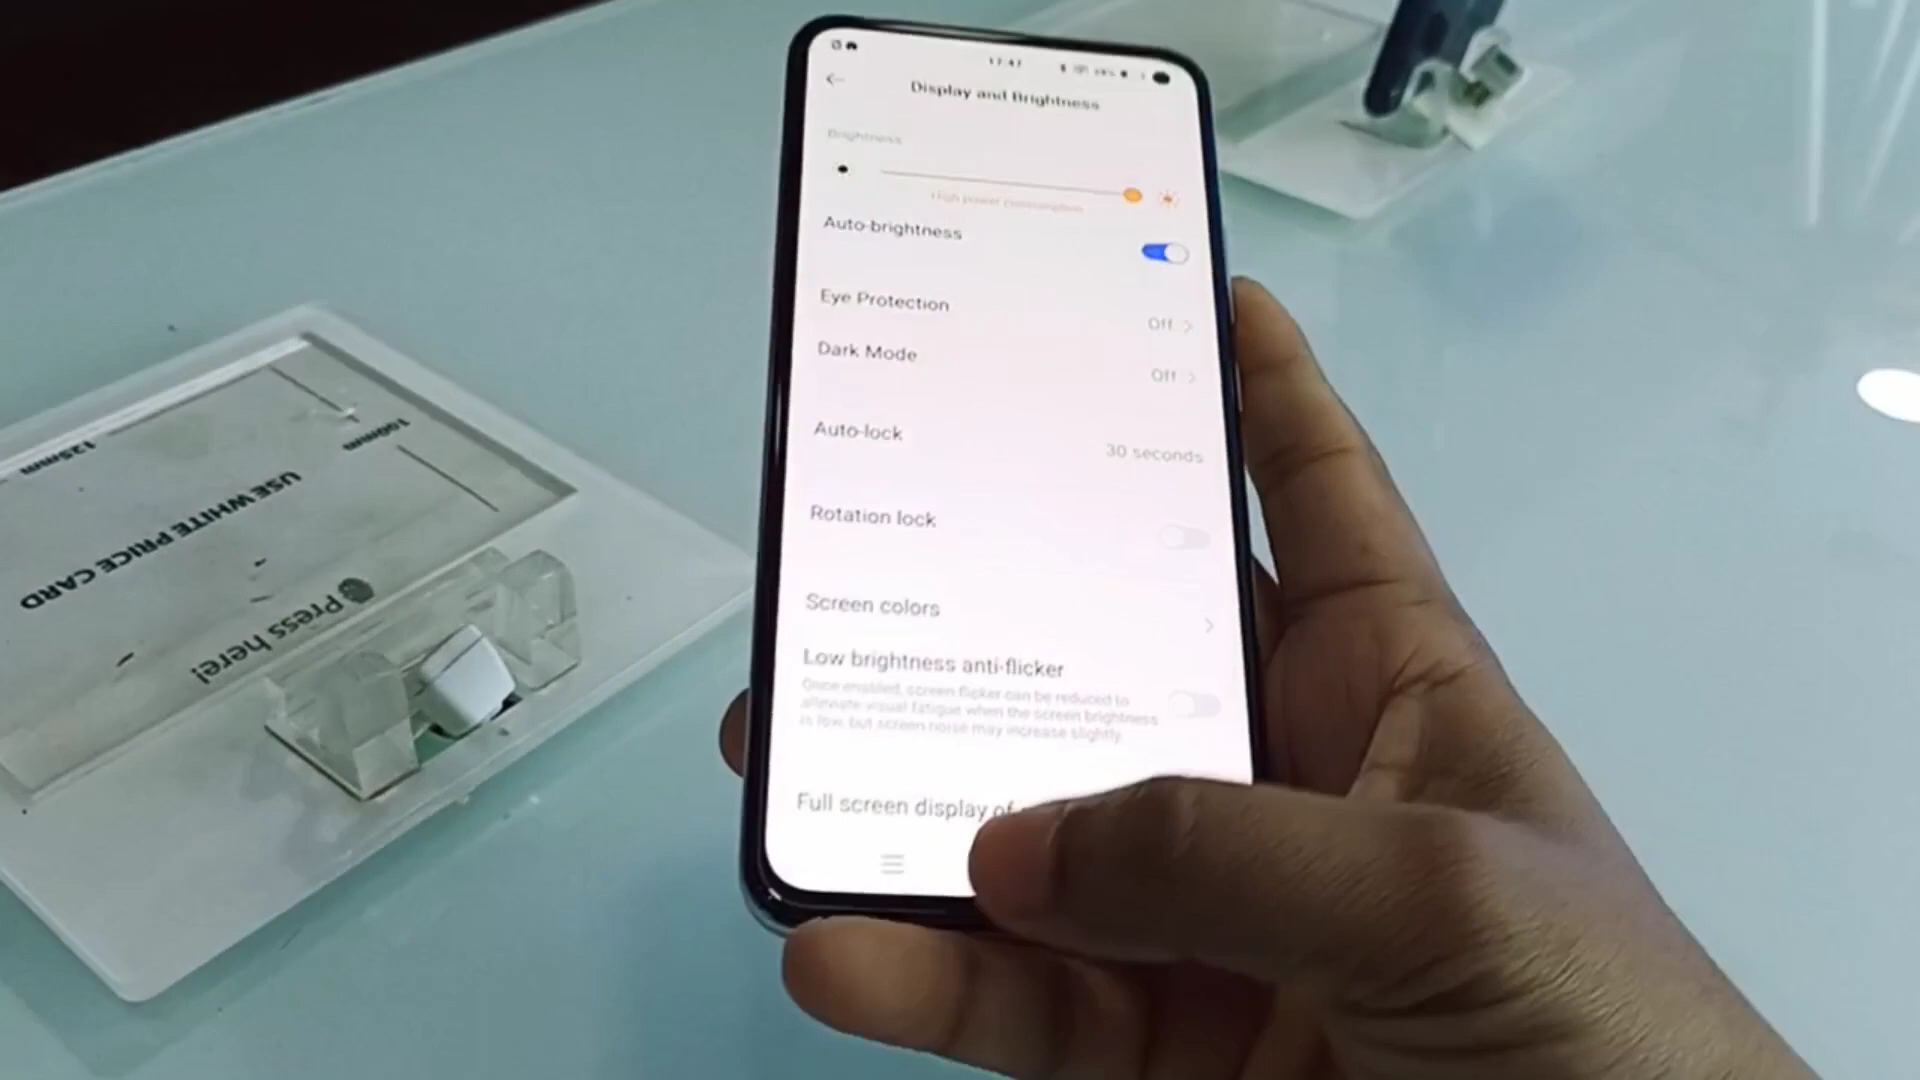 17:47
Display and Brightness
Brightness
High power consumption
Auto-brightness
Eye Protection
Off
Dark Mode
Off
Auto-lock
30 seconds
Rotation lock
Screen colors
Low brightness anti-flicker
Once enabled, screen flicker can be reduced to
alleviate visual fatigue when the screen brightness
is low, but screen noise may increase slightly.
Full screen display of
125mm
100mm
USE WHITE PRICE CARD
Press here!